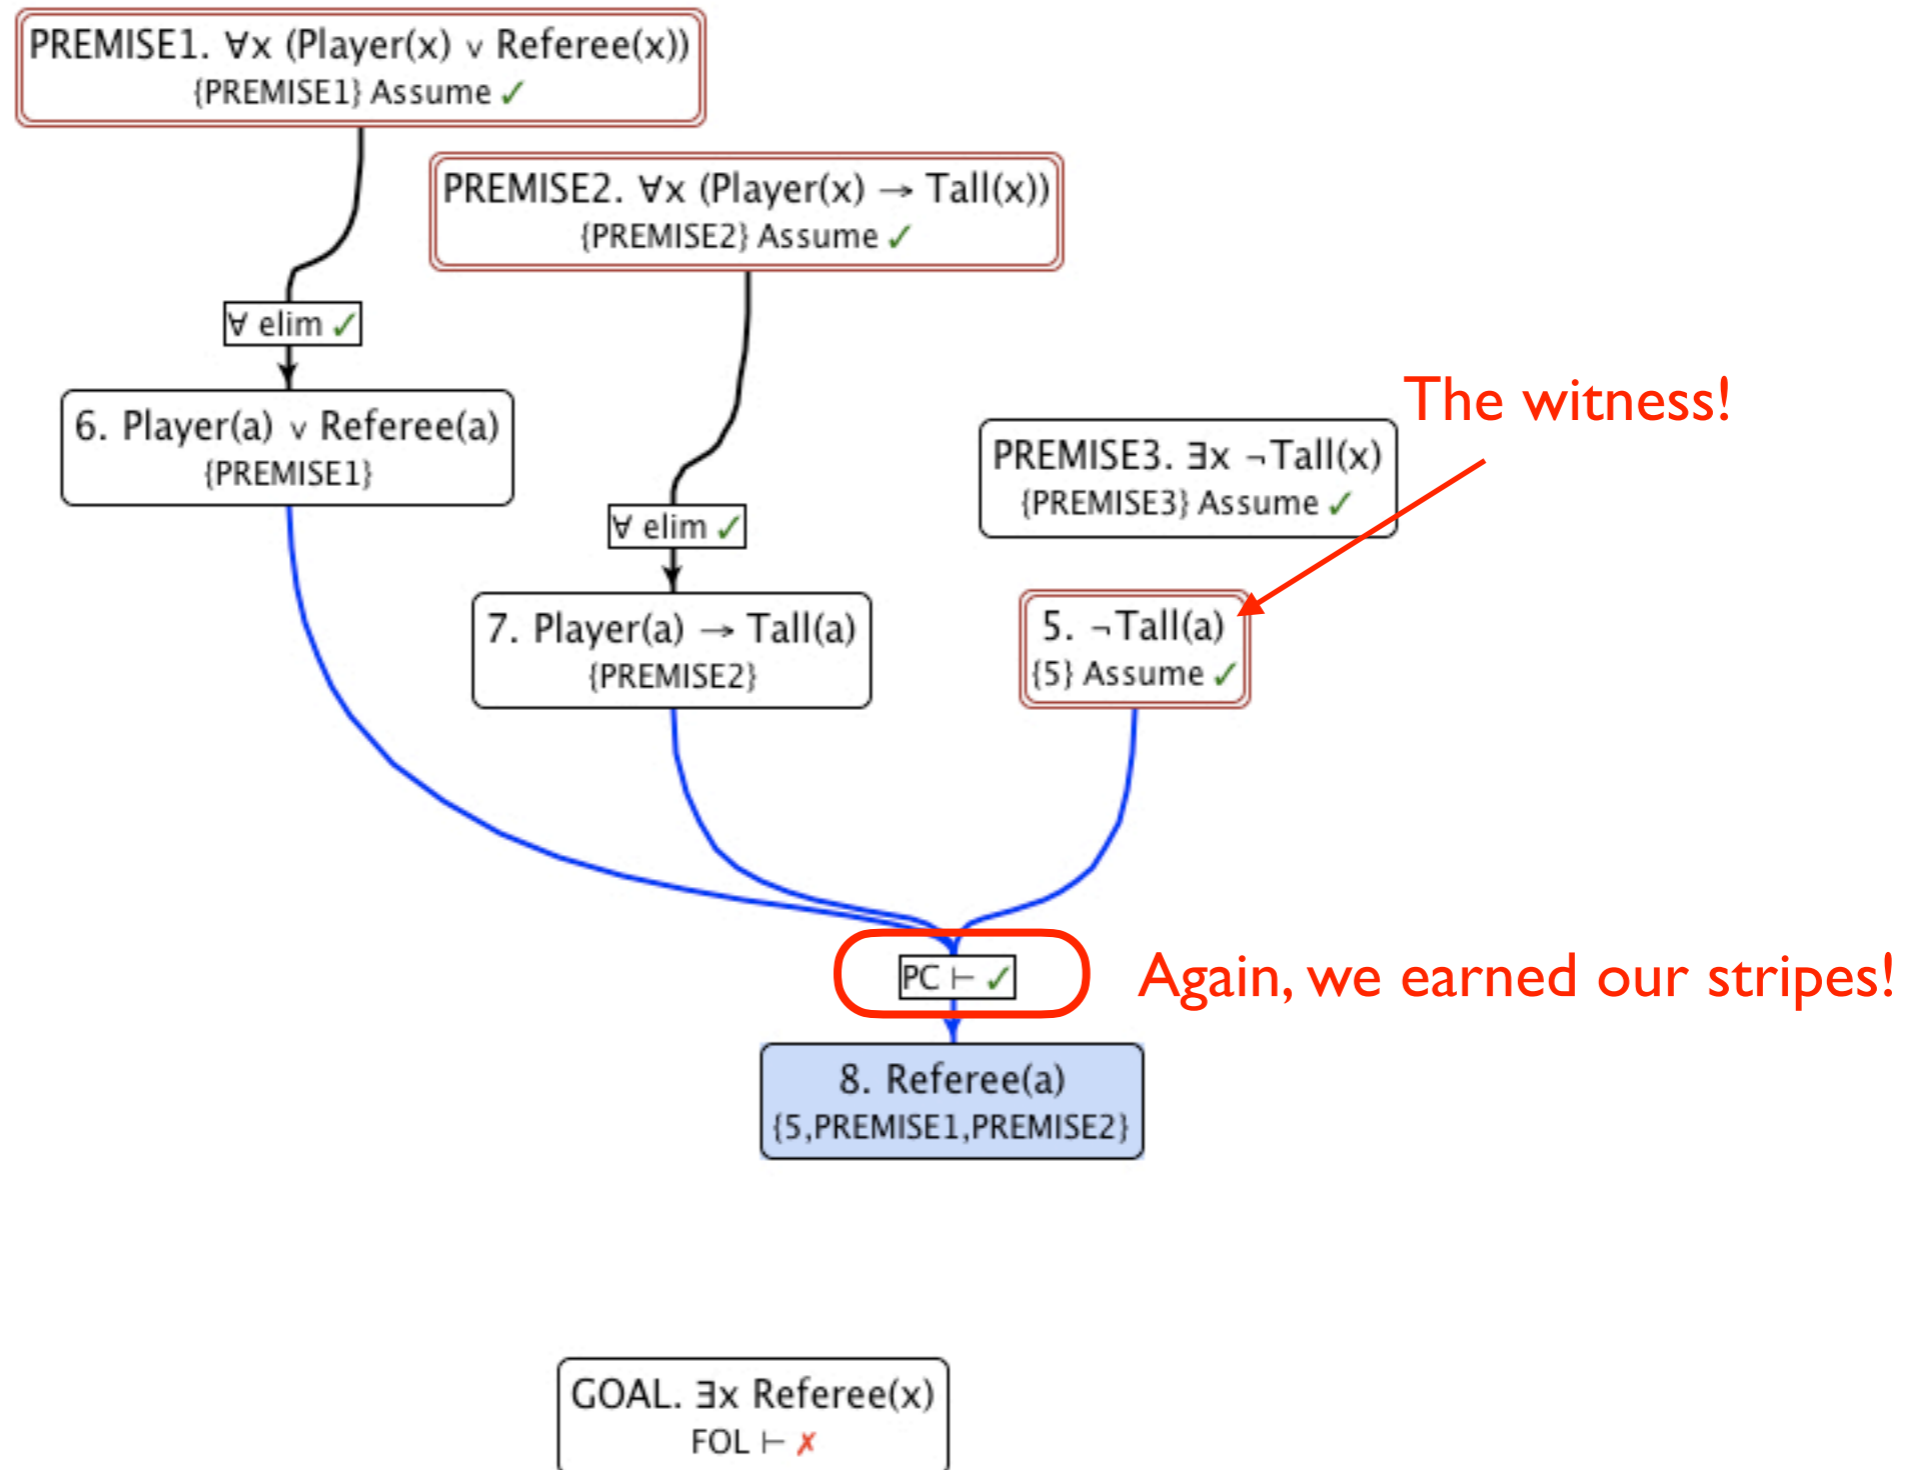 PREMISE1. ∀x (Player(x) ∨ Referee(x))
{PREMISE1} Assume ✓
PREMISE2. ∀x (Player(x) → Tall(x))
{PREMISE2} Assume ✓
∀ elim ✓
6. Player(a) ∨ Referee(a)
{PREMISE1}
The witness!
PREMISE3. ∃x ¬Tall(x)
{PREMISE3} Assume ✓
∀ elim ✓
7. Player(a) → Tall(a)
{PREMISE2}
5. ¬Tall(a)
{5} Assume ✓
PC ⊢ ✓
Again, we earned our stripes!
8. Referee(a)
{5,PREMISE1,PREMISE2}
GOAL. ∃x Referee(x)
FOL ⊢ ✗